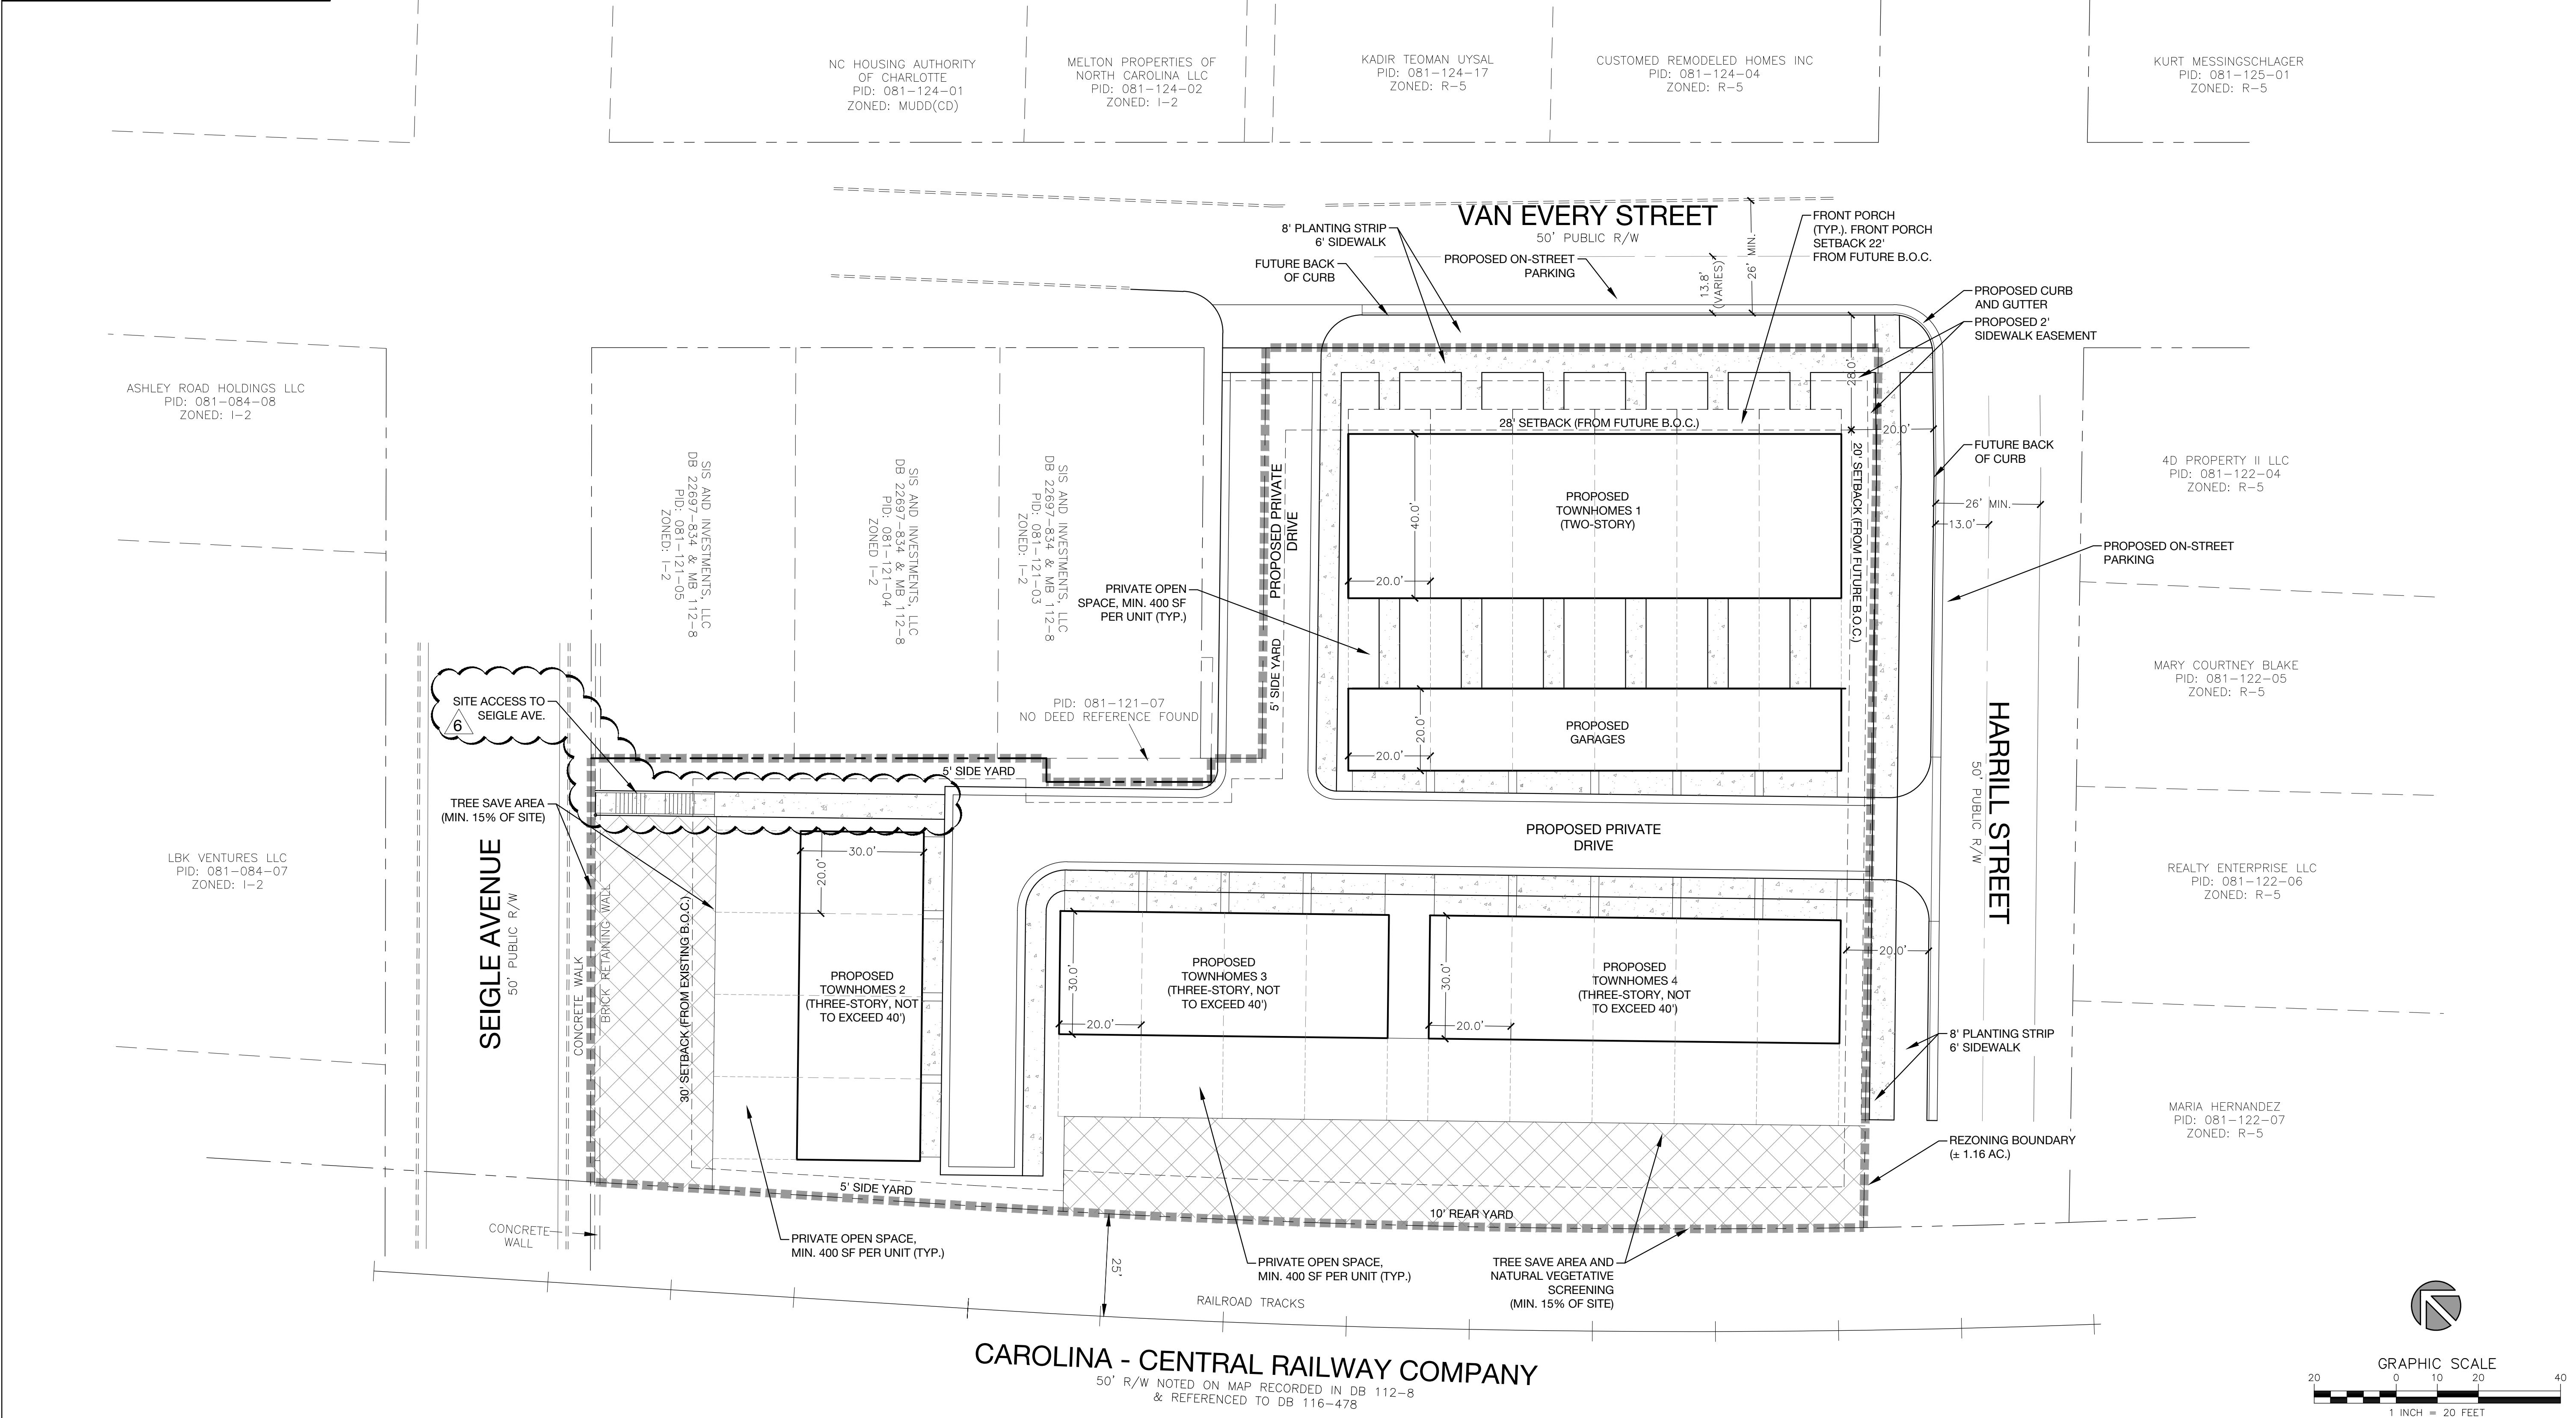 NC HOUSING AUTHORITY
OF CHARLOTTE
PID: 081-124-01
ZONED: MUDD(CD)
MELTON PROPERTIES OF
NORTH CAROLINA LLC
PID: 081-124-02
ZONED: I-2
KADIR TEOMAN UYSAL
PID: 081-124-17
ZONED: R-5
CUSTOMED REMODELED HOMES INC
PID: 081-124-04
ZONED: R-5
KURT MESSINGSCHLAGER
PID: 081-125-01
ZONED: R-5
VAN EVERY STREET
50' PUBLIC R/W
8' PLANTING STRIP
6' SIDEWALK
FUTURE BACK
OF CURB
PROPOSED ON-STREET
PARKING
13.8'
(VARIES)
26' MIN.
FRONT PORCH
(TYP.). FRONT PORCH
SETBACK 22'
FROM FUTURE B.O.C.
PROPOSED CURB
AND GUTTER
PROPOSED 2'
SIDEWALK EASEMENT
ASHLEY ROAD HOLDINGS LLC
PID: 081-084-08
ZONED: I-2
SIS AND INVESTMENTS, LLC
DB 22697-834 & MB 112-8
PID: 081-121-05
ZONED: I-2
SIS AND INVESTMENTS, LLC
DB 22697-834 & MB 112-8
PID: 081-121-04
ZONED I-2
SIS AND INVESTMENTS, LLC
DB 22697-834 & MB 112-8
PID: 081-121-03
ZONED: I-2
28.0'
28' SETBACK (FROM FUTURE B.O.C.)
20.0'
20' SETBACK (FROM FUTURE B.O.C.)
FUTURE BACK
OF CURB
26' MIN.
13.0'
4D PROPERTY II LLC
PID: 081-122-04
ZONED: R-5
PROPOSED PRIVATE
DRIVE
40.0'
PROPOSED
TOWNHOMES 1
(TWO-STORY)
20.0'
PROPOSED ON-STREET
PARKING
PRIVATE OPEN
SPACE, MIN. 400 SF
PER UNIT (TYP.)
5' SIDE YARD
MARY COURTNEY BLAKE
PID: 081-122-05
ZONED: R-5
SITE ACCESS TO
SEIGLE AVE.
6
PID: 081-121-07
NO DEED REFERENCE FOUND
20.0'
PROPOSED
GARAGES
20.0'
HARRILL STREET
50' PUBLIC R/W
5' SIDE YARD
TREE SAVE AREA
(MIN. 15% OF SITE)
PROPOSED PRIVATE
DRIVE
LBK VENTURES LLC
PID: 081-084-07
ZONED: I-2
SEIGLE AVENUE
50' PUBLIC R/W
CONCRETE WALK
BRICK RETAINING WALL
30' SETBACK (FROM EXISTING B.O.C.)
30.0'
20.0'
PROPOSED
TOWNHOMES 2
(THREE-STORY, NOT
TO EXCEED 40')
30.0'
PROPOSED
TOWNHOMES 3
(THREE-STORY, NOT
TO EXCEED 40')
20.0'
30.0'
PROPOSED
TOWNHOMES 4
(THREE-STORY, NOT
TO EXCEED 40')
20.0'
20.0'
REALTY ENTERPRISE LLC
PID: 081-122-06
ZONED: R-5
8' PLANTING STRIP
6' SIDEWALK
MARIA HERNANDEZ
PID: 081-122-07
ZONED: R-5
REZONING BOUNDARY
(± 1.16 AC.)
5' SIDE YARD
10' REAR YARD
CONCRETE
WALL
PRIVATE OPEN SPACE,
MIN. 400 SF PER UNIT (TYP.)
25'
PRIVATE OPEN SPACE,
MIN. 400 SF PER UNIT (TYP.)
TREE SAVE AREA AND
NATURAL VEGETATIVE
SCREENING
(MIN. 15% OF SITE)
RAILROAD TRACKS
CAROLINA - CENTRAL RAILWAY COMPANY
50' R/W NOTED ON MAP RECORDED IN DB 112-8
& REFERENCED TO DB 116-478
GRAPHIC SCALE
20 0 10 20 40
1 INCH = 20 FEET